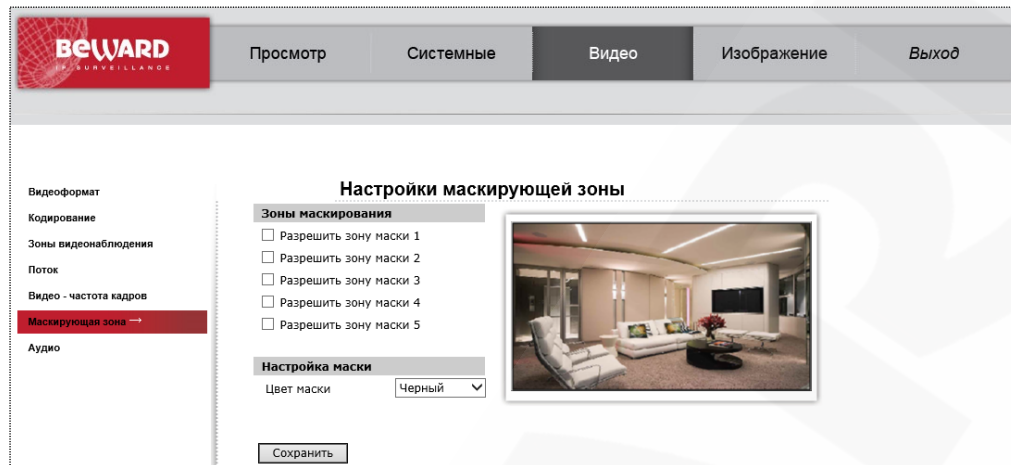 BEWARD
IP SURVEILLANCE
Просмотр
Системные
Видео
Изображение
Выход
Видеоформат
Кодирование
Зоны видеонаблюдения
Поток
Видео - частота кадров
Маскирующая зона →
Аудио
Настройки маскирующей зоны
Зоны маскирования
Разрешить зону маски 1
Разрешить зону маски 2
Разрешить зону маски 3
Разрешить зону маски 4
Разрешить зону маски 5
Настройка маски
Цвет маски Черный
Сохранить